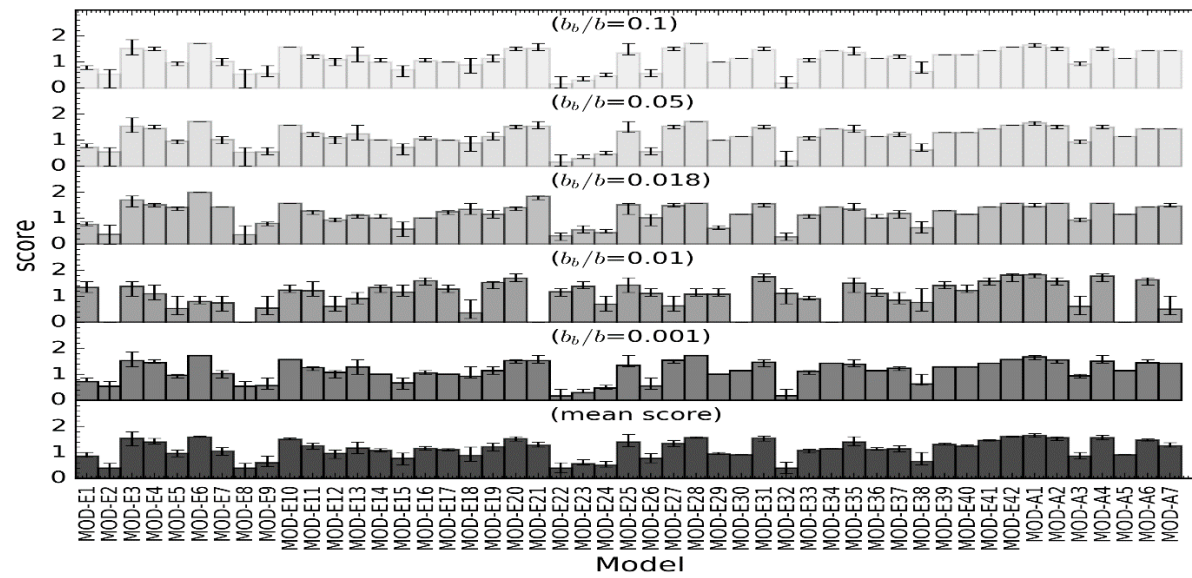 (b_b/b=0.1)
2
1
0
(b_b/b=0.05)
2
1
0
(b_b/b=0.018)
2
1
0
(b_b/b=0.01)
2
1
0
(b_b/b=0.001)
2
1
0
(mean score)
2
1
0
score
MOD-E1
MOD-E2
MOD-E3
MOD-E4
MOD-E5
MOD-E6
MOD-E7
MOD-E8
MOD-E9
MOD-E10
MOD-E11
MOD-E12
MOD-E13
MOD-E14
MOD-E15
MOD-E16
MOD-E17
MOD-E18
MOD-E19
MOD-E20
MOD-E21
MOD-E22
MOD-E23
MOD-E24
MOD-E25
MOD-E26
MOD-E27
MOD-E28
MOD-E29
MOD-E30
MOD-E31
MOD-E32
MOD-E33
MOD-E34
MOD-E35
MOD-E36
MOD-E37
MOD-E38
MOD-E39
MOD-E40
MOD-E41
MOD-E42
MOD-A1
MOD-A2
MOD-A3
MOD-A4
MOD-A5
MOD-A6
MOD-A7
Model